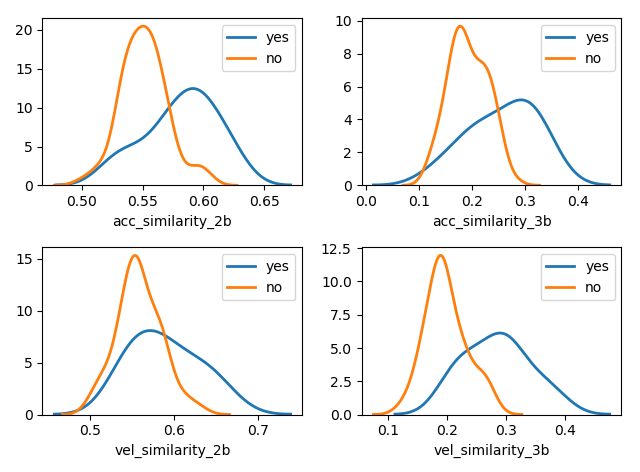 20
15
10
5
0
yes
no
0.50 0.55 0.60 0.65
acc_similarity_2b
10
8
6
4
2
0
yes
no
0.0 0.1 0.2 0.3 0.4
acc_similarity_3b
15
10
5
0
yes
no
0.5 0.6 0.7
vel_similarity_2b
12.5
10.0
7.5
5.0
2.5
0.0
yes
no
0.1 0.2 0.3 0.4
vel_similarity_3b